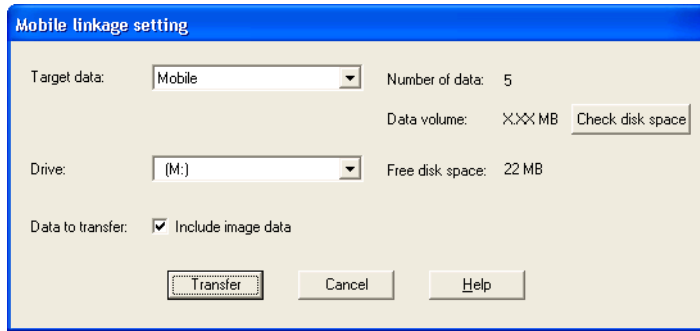 Mobile linkage setting
Target data: Mobile Number of data: 5
Data volume: X.XX MB Check disk space
Drive: (M:) Free disk space: 22 MB
Data to transfer: Include image data
Transfer Cancel Help